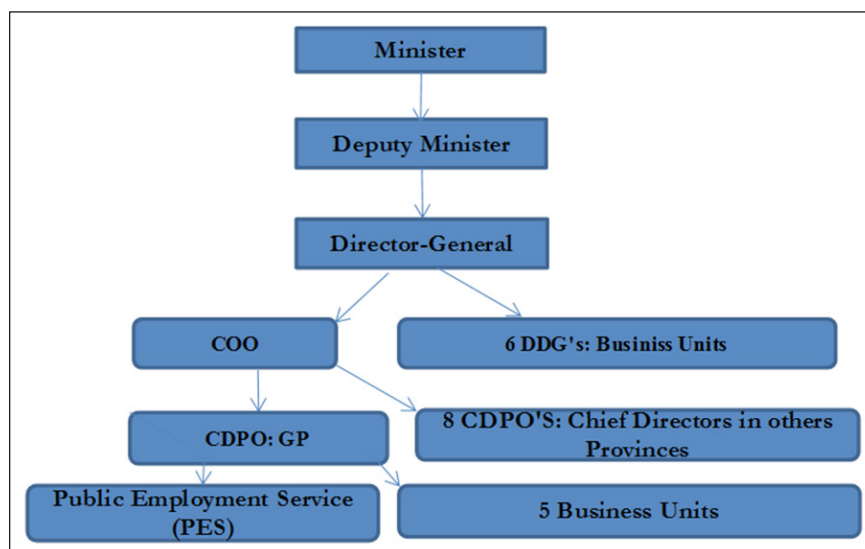 Minister
Deputy Minister
Director-General
COO
6 DDG's: Businiss Units
CDPO: GP
8 CDPO'S: Chief Directors in others
Provinces
Public Employment Service
(PES)
5 Business Units